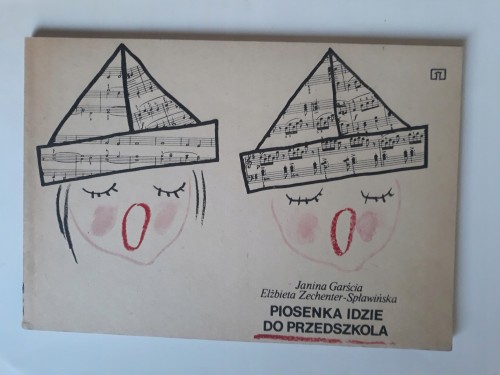 Janina Garścia
Elżbieta Zechenter-Spławińska
PIOSENKA IDZIE
DO PRZEDSZKOLA